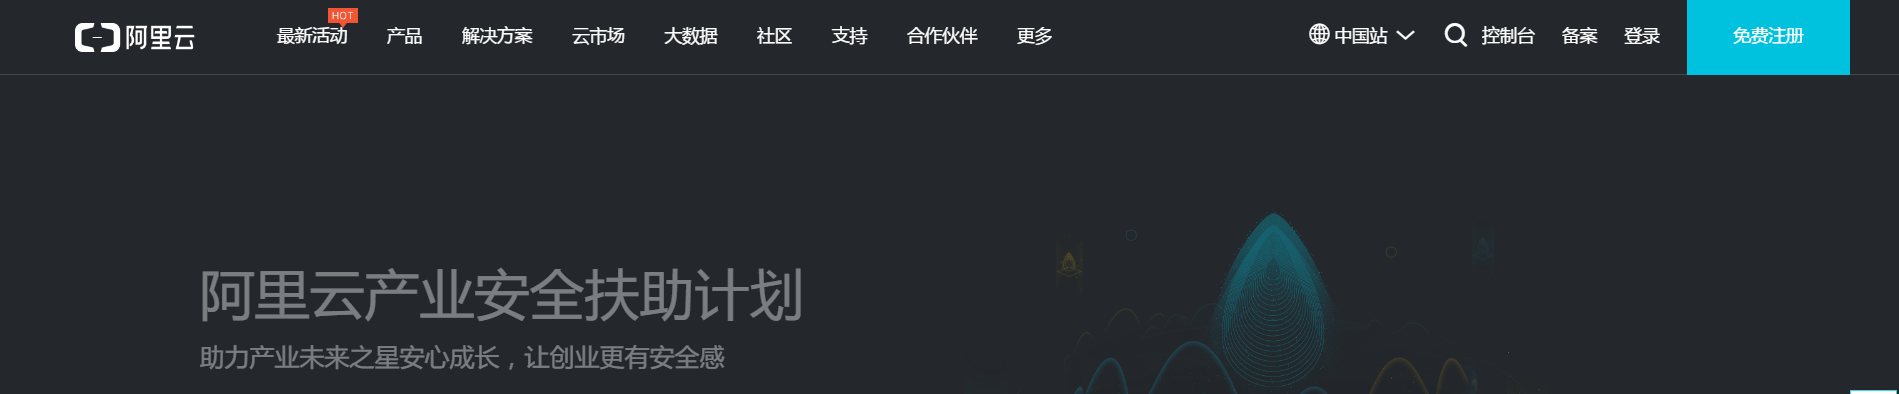 HOT
阿里云 最新活动 产品 解决方案 云市场 大数据 社区 支持 合作伙伴 更多 中国站 控制台 备案 登录 免费注册
阿里云产业安全扶助计划
助力产业未来之星安心成长，让创业更有安全感